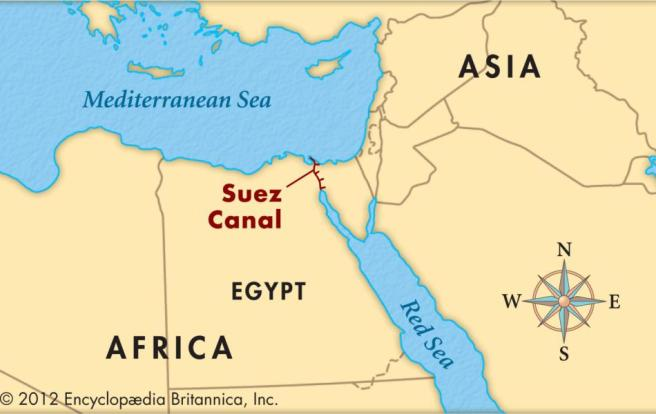 ASIA
Mediterranean Sea
Suez
Canal
N
W
E
S
EGYPT
Red Sea
AFRICA
© 2012 Encyclopædia Britannica, Inc.